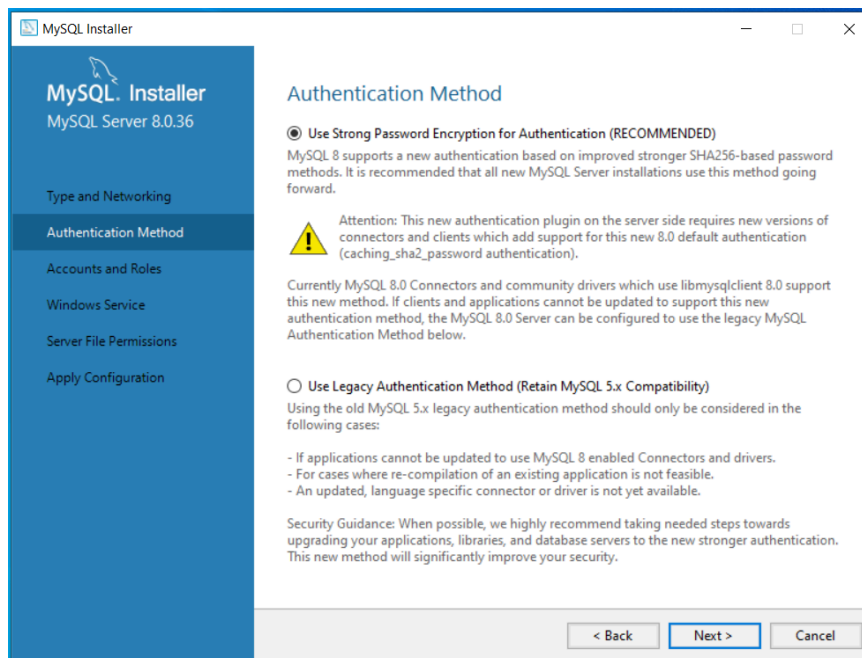 MySQL Installer
MySQL. Installer
MySQL Server 8.0.36
Type and Networking
Authentication Method
Accounts and Roles
Windows Service
Server File Permissions
Apply Configuration
Authentication Method
Use Strong Password Encryption for Authentication (RECOMMENDED)
MySQL 8 supports a new authentication based on improved stronger SHA256-based password
methods. It is recommended that all new MySQL Server installations use this method going
forward.
Attention: This new authentication plugin on the server side requires new versions of
connectors and clients which add support for this new 8.0 default authentication
(caching_sha2_password authentication).
Currently MySQL 8.0 Connectors and community drivers which use libmysqlclient 8.0 support
this new method. If clients and applications cannot be updated to support this new
authentication method, the MySQL 8.0 Server can be configured to use the legacy MySQL
Authentication Method below.
Use Legacy Authentication Method (Retain MySQL 5.x Compatibility)
Using the old MySQL 5.x legacy authentication method should only be considered in the
following cases:
- If applications cannot be updated to use MySQL 8 enabled Connectors and drivers.
- For cases where re-compilation of an existing application is not feasible.
- An updated, language specific connector or driver is not yet available.
Security Guidance: When possible, we highly recommend taking needed steps towards
upgrading your applications, libraries, and database servers to the new stronger authentication.
This new method will significantly improve your security.
< Back
Next >
Cancel